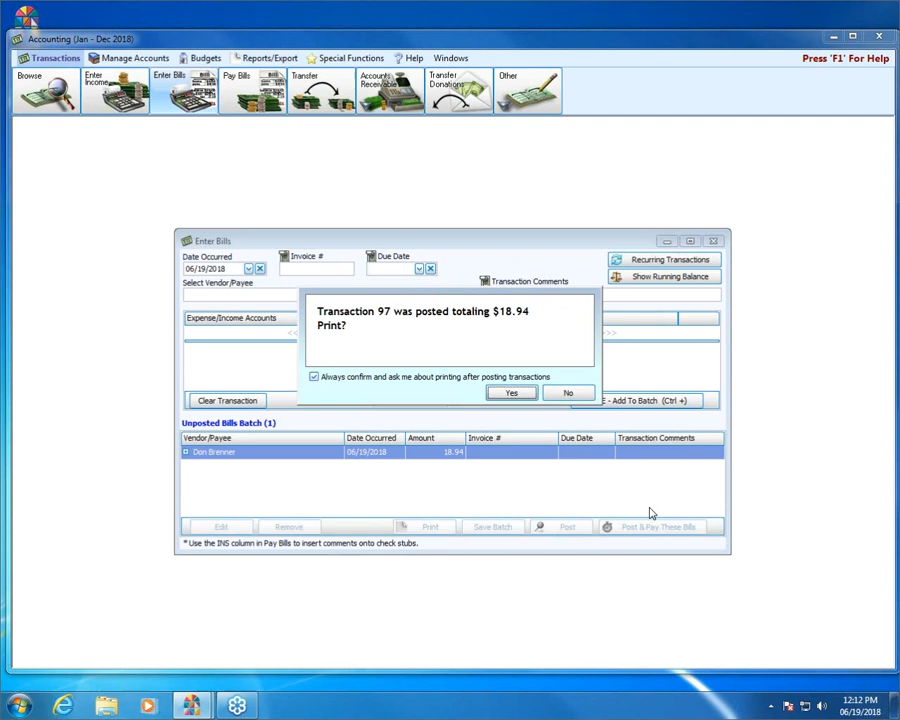 Accounting (Jan - Dec 2018)
Transactions Manage Accounts Budgets Reports/Export Special Functions Help Windows Press 'F1' For Help
Browse Enter Income Enter Bills Pay Bills Transfer Accounts Receivable Transfer Donations Other
Enter Bills
Date Occurred Invoice # Due Date Recurring Transactions
06/19/2018 Show Running Balance
Select Vendor/Payee Transaction Comments
Transaction 97 was posted totaling $18.94
Print?
Expense/Income Accounts
Always confirm and ask me about printing after posting transactions
Yes No
Clear Transaction E - Add To Batch (Ctrl +)
Unposted Bills Batch (1)
Vendor/Payee Date Occurred Amount Invoice # Due Date Transaction Comments
Don Brenner 06/19/2018 18.94
Edit Remove Print Save Batch Post Post & Pay These Bills
* Use the INS column in Pay Bills to insert comments onto check stubs.
12:12 PM
06/19/2018